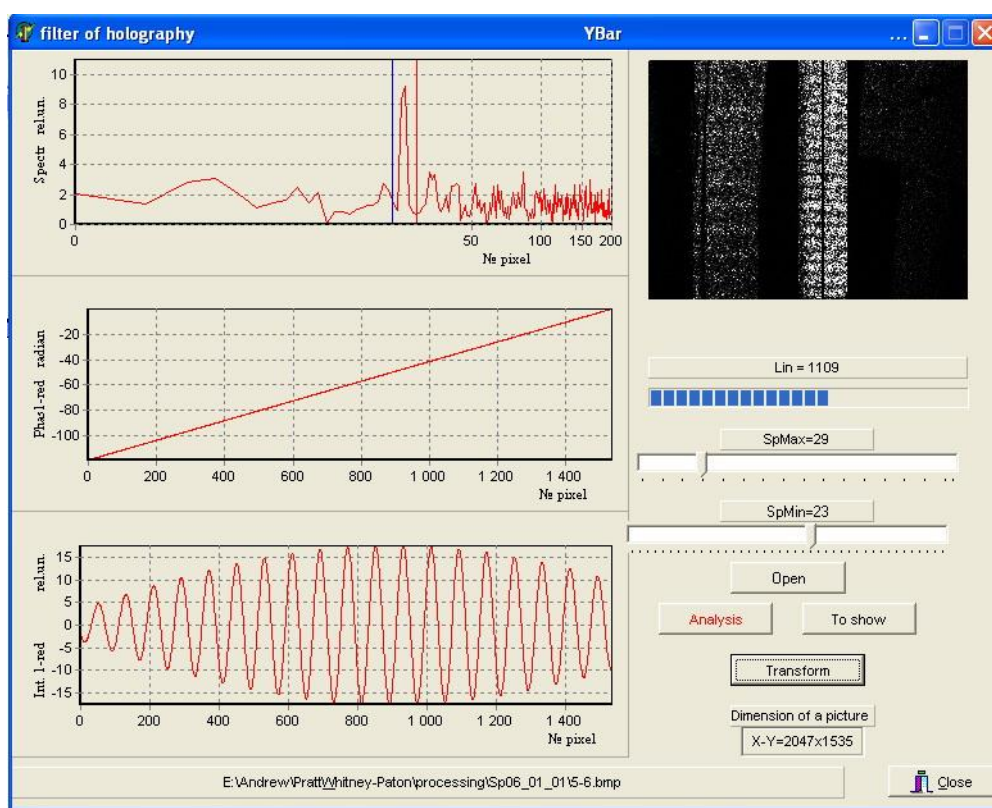 filter of holography YBar ...
10
8
6
4
2
0
Spectr rel.un.
0 50 100 150 200
№ pixel
-20
-40
-60
-80
-100
Phas1-red radian
0 200 400 600 800 1 000 1 200 1 400
№ pixel
15
10
5
0
-5
-10
-15
Int. 1-red rel.un.
0 200 400 600 800 1 000 1 200 1 400
№ pixel
Lin = 1109
SpMax=29
SpMin=23
Open
Analysis To show
Transform
Dimension of a picture
X-Y=2047x1535
E:\Andrew\PrattWhitney-Paton\processing\Sp06_01_01\5-6.bmp
Close